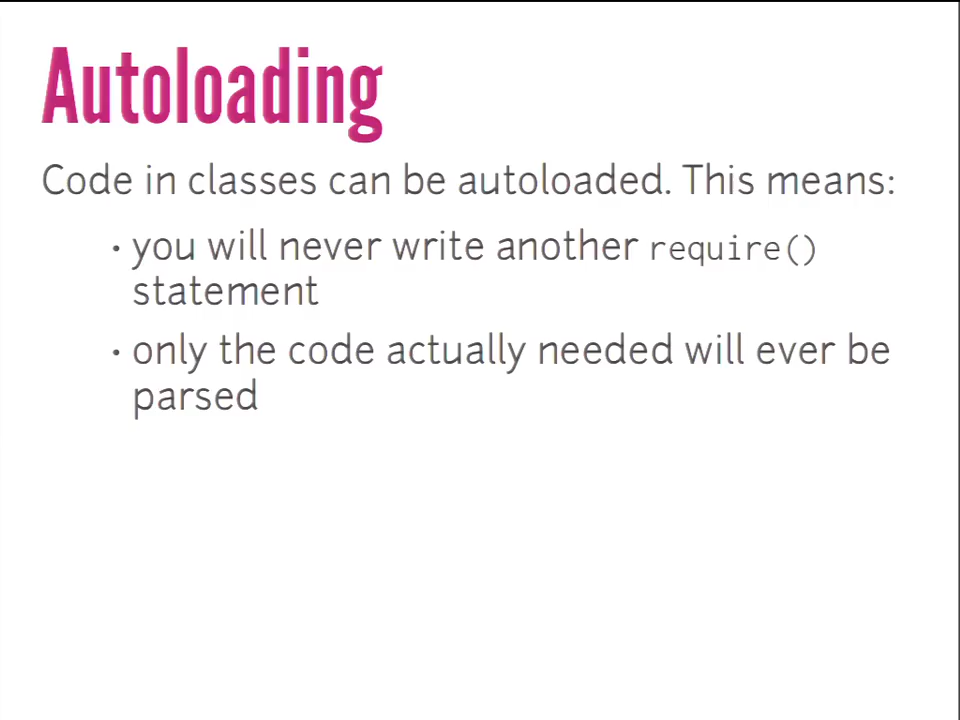 Autoloading
Code in classes can be autoloaded. This means:
· you will never write another require()
statement
· only the code actually needed will ever be
parsed